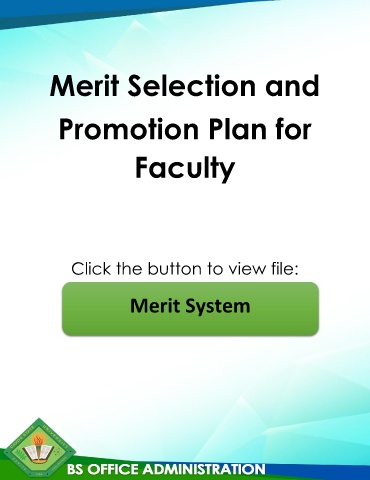 Merit Selection and
Promotion Plan for
Faculty
Click the button to view file:
Merit System
BS OFFICE ADMINISTRATION